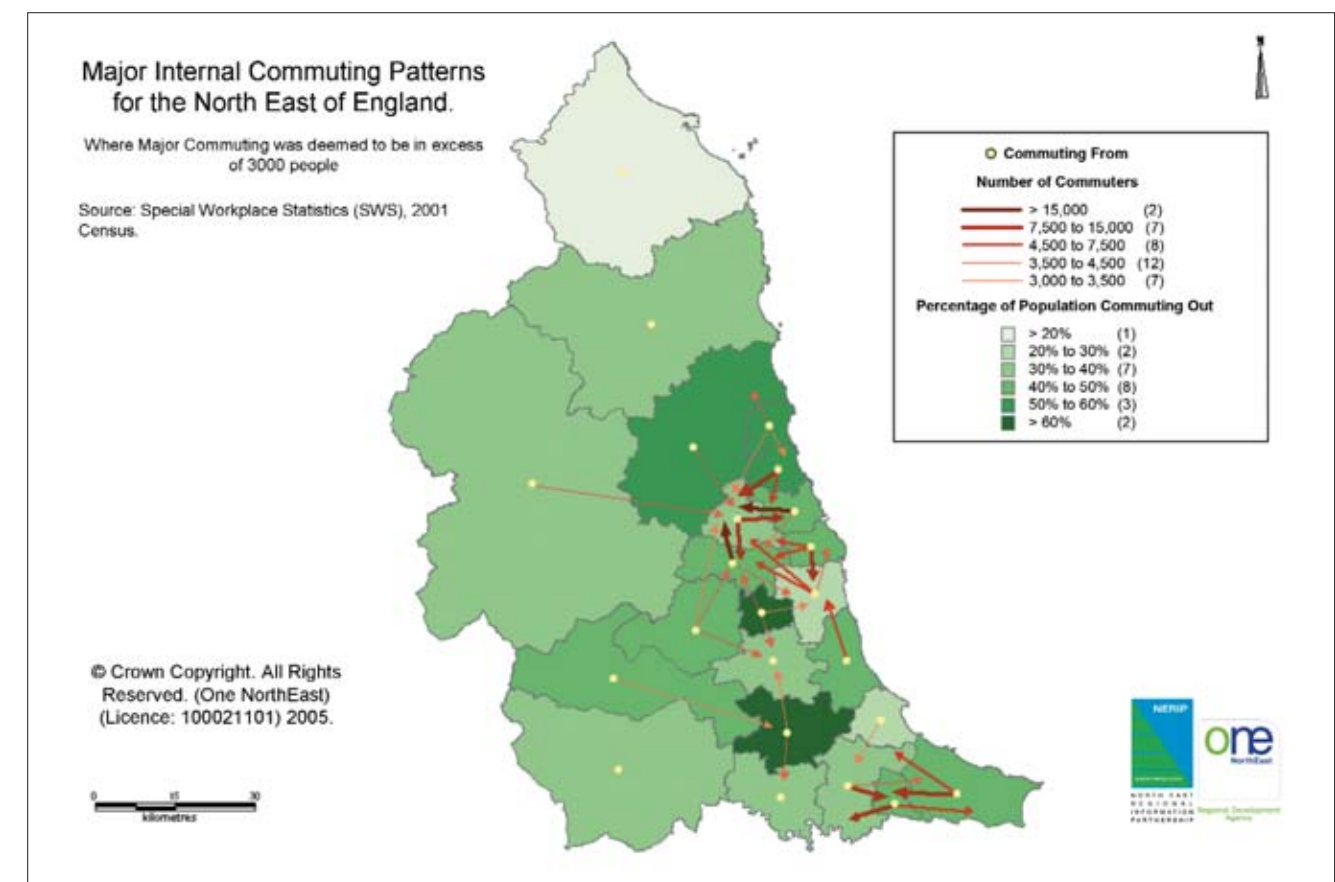 Major Internal Commuting Patterns
for the North East of England.
Where Major Commuting was deemed to be in excess
of 3000 people
Source: Special Workplace Statistics (SWS), 2001
Census.
N
Commuting From
Number of Commuters
> 15,000 (2)
7,500 to 15,000 (7)
4,500 to 7,500 (8)
3,500 to 4,500 (12)
3,000 to 3,500 (7)
Percentage of Population Commuting Out
> 20% (1)
20% to 30% (2)
30% to 40% (7)
40% to 50% (8)
50% to 60% (3)
> 60% (2)
© Crown Copyright. All Rights
Reserved. (One NorthEast)
(Licence: 100021101) 2005.
0 15 30
kilometres
NERIP
NORTH EAST
REGIONAL
INFORMATION
PARTNERSHIP
one
NorthEast
Regional Development
Agency